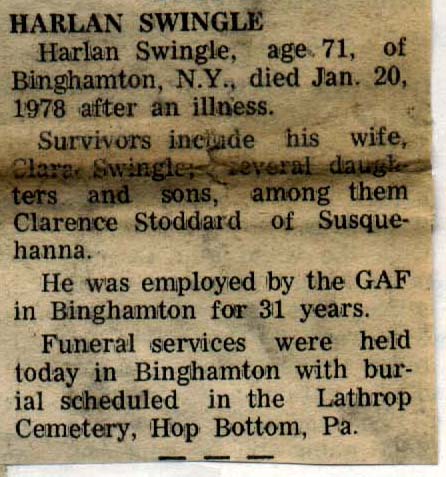 HARLAN SWINGLE
Harlan Swingle, age 71, of
Binghamton, N.Y., died Jan. 20,
1978 after an illness.
Survivors include his wife,
Clara Swingle; several daugh-
ters and sons, among them
Clarence Stoddard of Susque-
hanna.
He was employed by the GAF
in Binghamton for 31 years.
Funeral services were held
today in Binghamton with bur-
ial scheduled in the Lathrop
Cemetery, Hop Bottom, Pa.